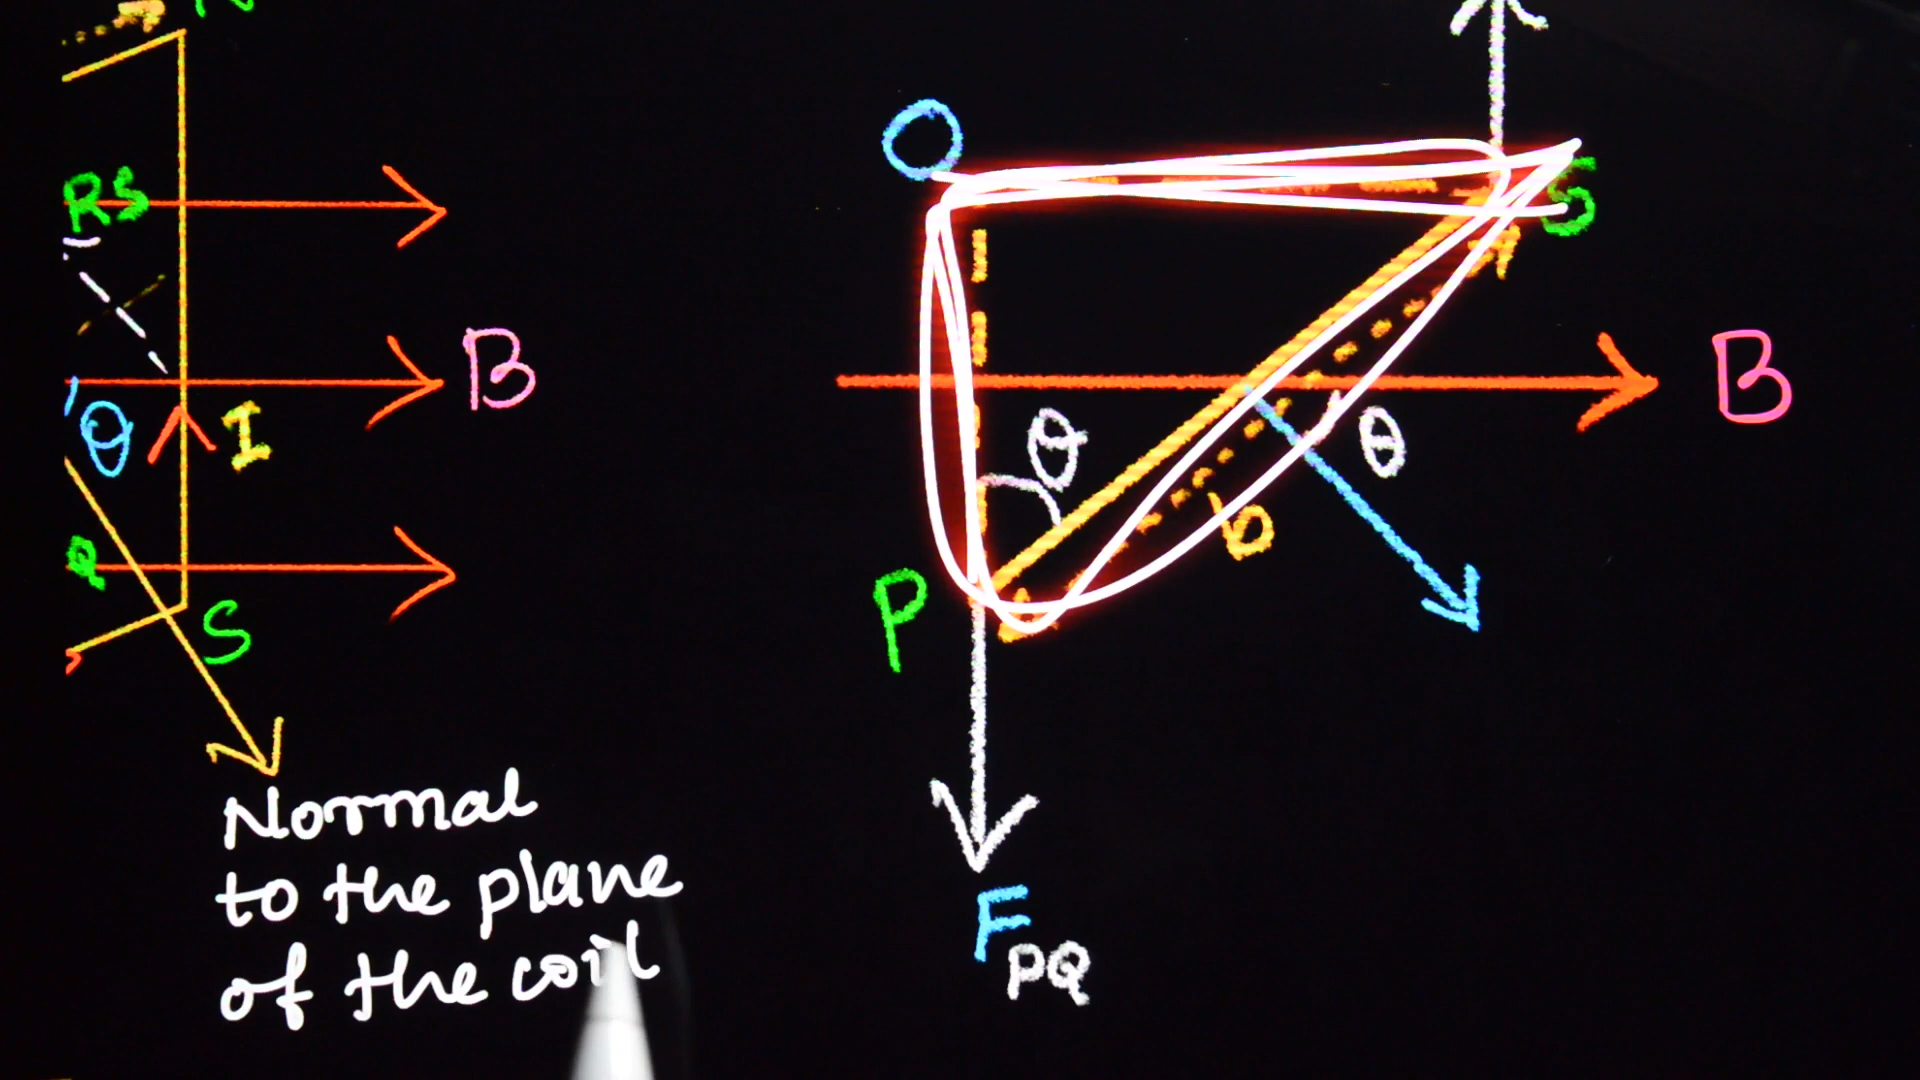 RS
B
θ
I
Q
S
Normal
to the plane
of the coil
O
S
B
θ
θ
b
P
F
PQ